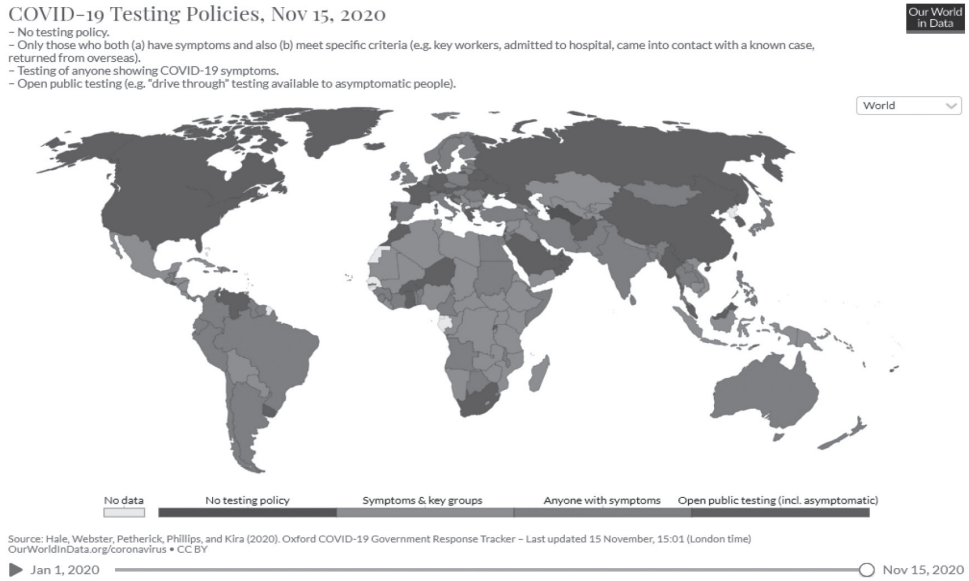 COVID-19 Testing Policies, Nov 15, 2020
Our World
in Data
– No testing policy.
– Only those who both (a) have symptoms and also (b) meet specific criteria (e.g. key workers, admitted to hospital, came into contact with a known case,
returned from overseas).
– Testing of anyone showing COVID-19 symptoms.
– Open public testing (e.g. "drive through" testing available to asymptomatic people).
World
No data
No testing policy
Symptoms & key groups
Anyone with symptoms
Open public testing (incl. asymptomatic)
Source: Hale, Webster, Petherick, Phillips, and Kira (2020). Oxford COVID-19 Government Response Tracker – Last updated 15 November, 15:01 (London time)
OurWorldInData.org/coronavirus • CC BY
Jan 1, 2020
Nov 15, 2020